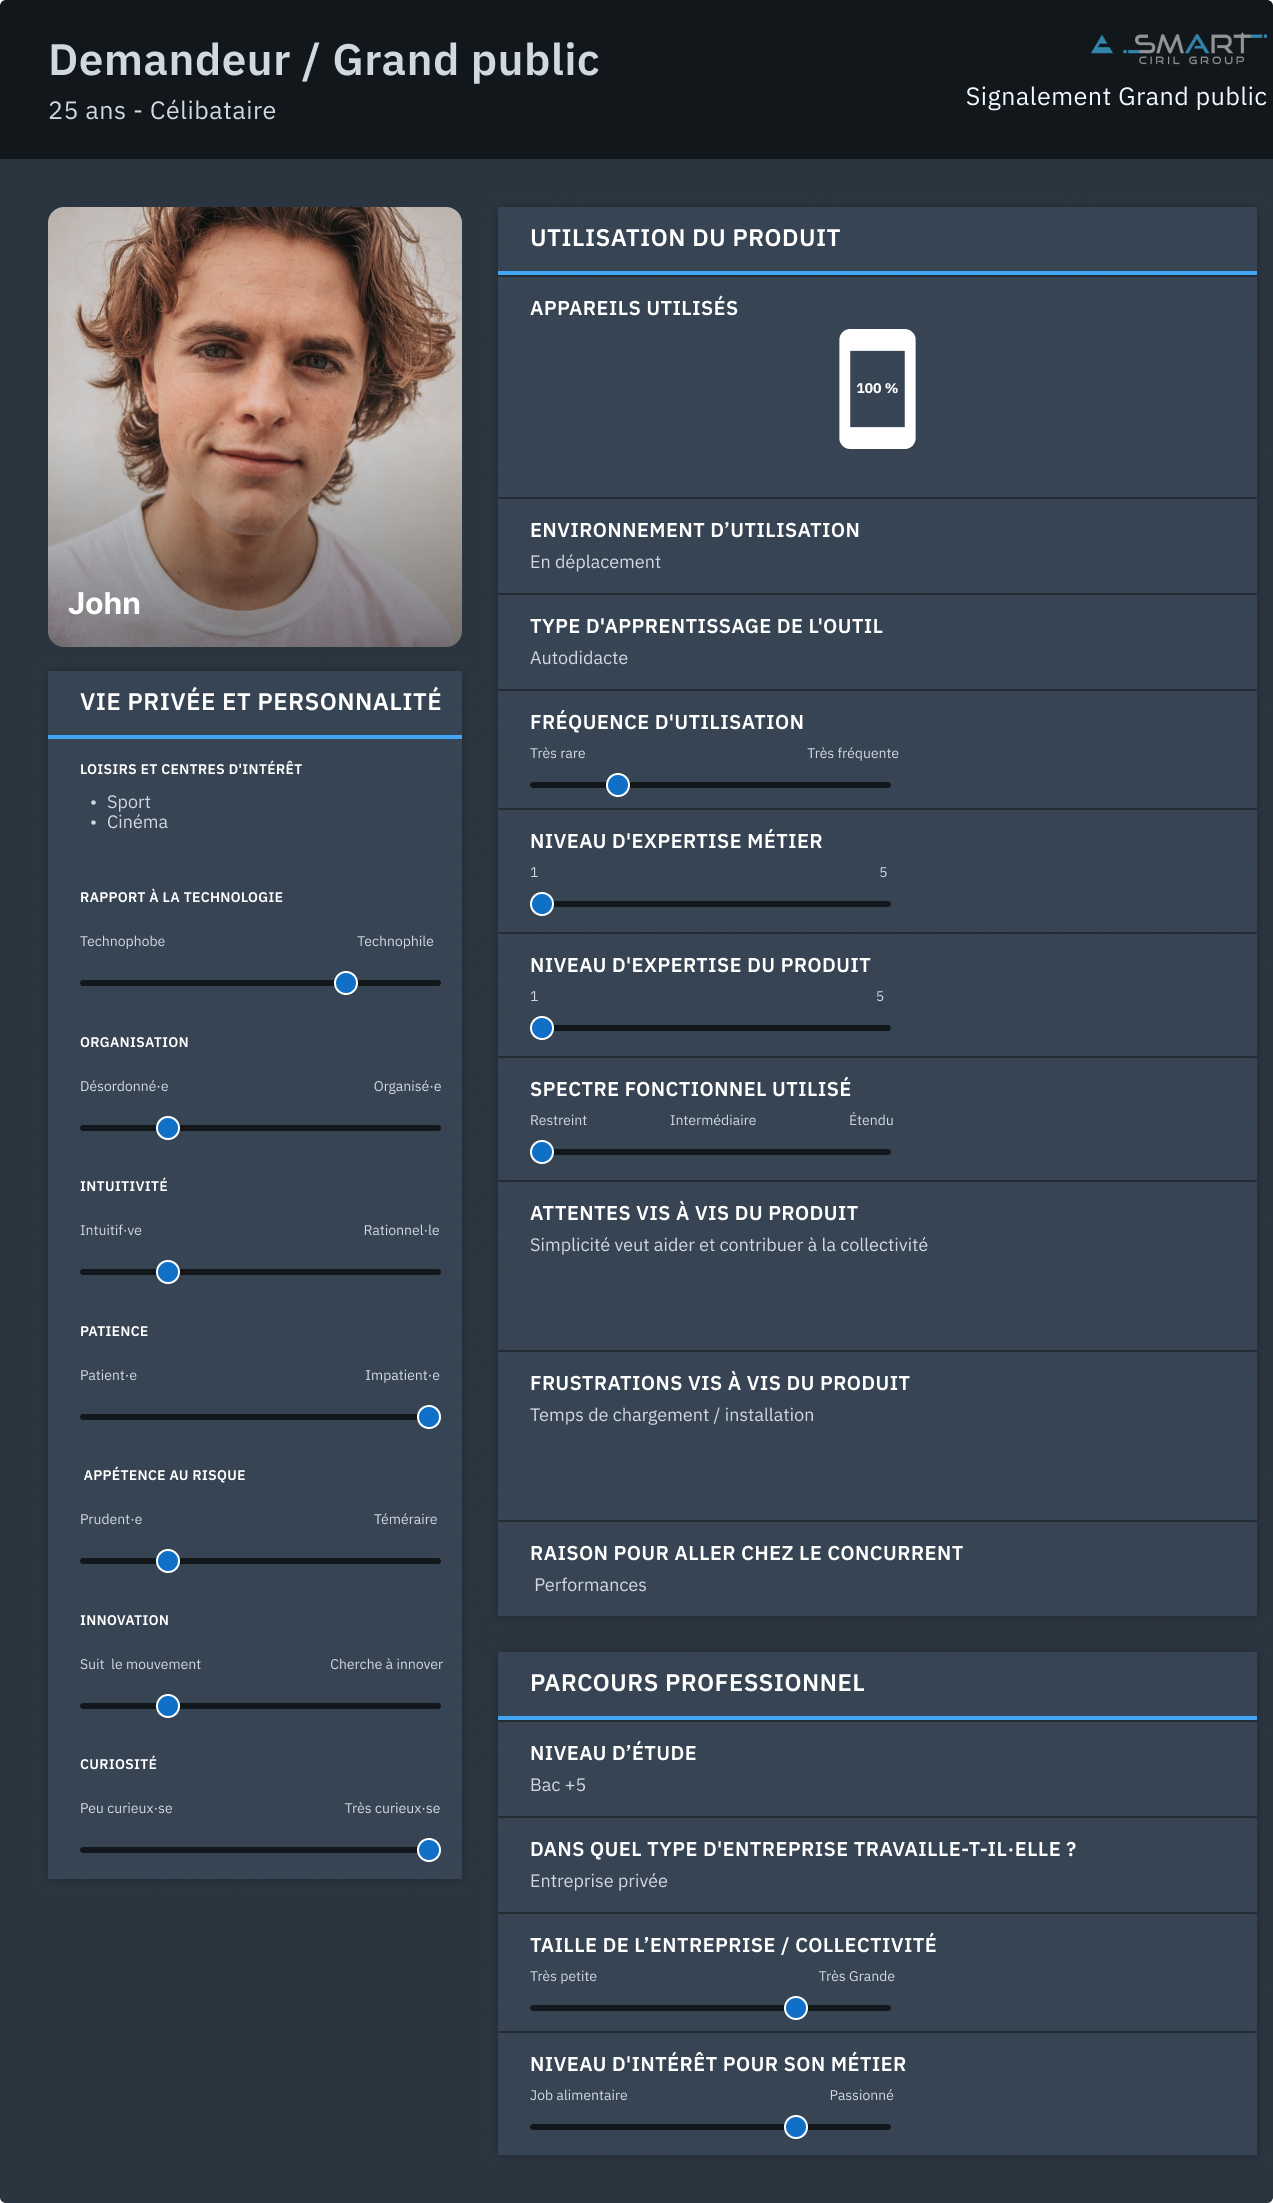 Demandeur / Grand public
25 ans - Célibataire
SMART
CIRIL GROUP
Signalement Grand public
John
VIE PRIVÉE ET PERSONNALITÉ
LOISIRS ET CENTRES D'INTÉRÊT
• Sport
• Cinéma
RAPPORT À LA TECHNOLOGIE
Technophobe Technophile
ORGANISATION
Désordonné·e Organisé·e
INTUITIVITÉ
Intuitif·ve Rationnel·le
PATIENCE
Patient·e Impatient·e
APPÉTENCE AU RISQUE
Prudent·e Téméraire
INNOVATION
Suit le mouvement Cherche à innover
CURIOSITÉ
Peu curieux·se Très curieux·se
UTILISATION DU PRODUIT
APPAREILS UTILISÉS
100 %
ENVIRONNEMENT D’UTILISATION
En déplacement
TYPE D'APPRENTISSAGE DE L'OUTIL
Autodidacte
FRÉQUENCE D'UTILISATION
Très rare Très fréquente
NIVEAU D'EXPERTISE MÉTIER
1 5
NIVEAU D'EXPERTISE DU PRODUIT
1 5
SPECTRE FONCTIONNEL UTILISÉ
Restreint Intermédiaire Étendu
ATTENTES VIS À VIS DU PRODUIT
Simplicité veut aider et contribuer à la collectivité
FRUSTRATIONS VIS À VIS DU PRODUIT
Temps de chargement / installation
RAISON POUR ALLER CHEZ LE CONCURRENT
Performances
PARCOURS PROFESSIONNEL
NIVEAU D’ÉTUDE
Bac +5
DANS QUEL TYPE D'ENTREPRISE TRAVAILLE-T-IL·ELLE ?
Entreprise privée
TAILLE DE L’ENTREPRISE / COLLECTIVITÉ
Très petite Très Grande
NIVEAU D'INTÉRÊT POUR SON MÉTIER
Job alimentaire Passionné